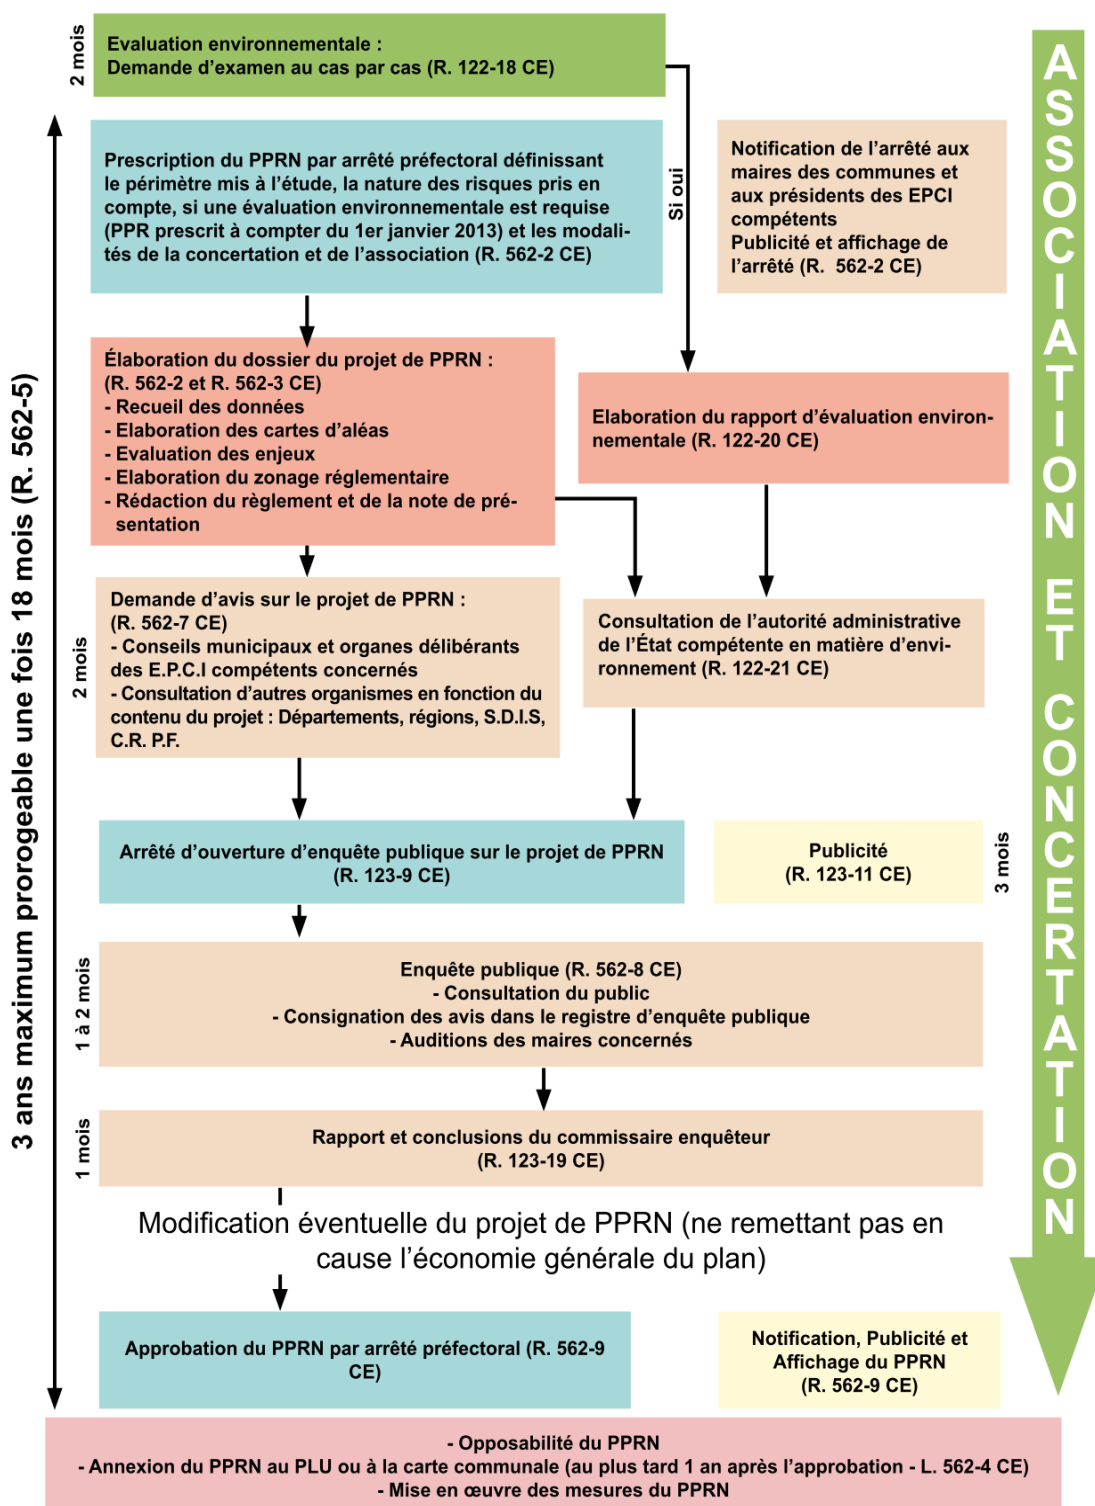 2 mois
Evaluation environnementale :
Demande d'examen au cas par cas (R. 122-18 CE)
3 ans maximum prorogeable une fois 18 mois (R. 562-5)
Prescription du PPRN par arrêté préfectoral définissant
le périmètre mis à l'étude, la nature des risques pris en
compte, si une évaluation environnementale est requise
(PPR prescrit à compter du 1er janvier 2013) et les modali-
tés de la concertation et de l'association (R. 562-2 CE)
Si oui
Notification de l'arrêté aux
maires des communes et
aux présidents des EPCI
compétents
Publicité et affichage de
l'arrêté (R. 562-2 CE)
Élaboration du dossier du projet de PPRN :
(R. 562-2 et R. 562-3 CE)
- Recueil des données
- Elaboration des cartes d'aléas
- Evaluation des enjeux
- Elaboration du zonage réglementaire
- Rédaction du règlement et de la note de pré-
sentation
Elaboration du rapport d'évaluation environ-
nementale (R. 122-20 CE)
2 mois
Demande d'avis sur le projet de PPRN :
(R. 562-7 CE)
- Conseils municipaux et organes délibérants
des E.P.C.I compétents concernés
- Consultation d'autres organismes en fonction du
contenu du projet : Départements, régions, S.D.I.S,
C.R. P.F.
Consultation de l'autorité administrative
de l'État compétente en matière d'envi-
ronnement (R. 122-21 CE)
Arrêté d'ouverture d'enquête publique sur le projet de PPRN
(R. 123-9 CE)
Publicité
(R. 123-11 CE)
3 mois
1 à 2 mois
Enquête publique (R. 562-8 CE)
- Consultation du public
- Consignation des avis dans le registre d'enquête publique
- Auditions des maires concernés
1 mois
Rapport et conclusions du commissaire enquêteur
(R. 123-19 CE)
Modification éventuelle du projet de PPRN (ne remettant pas en
cause l'économie générale du plan)
Approbation du PPRN par arrêté préfectoral (R. 562-9
CE)
Notification, Publicité et
Affichage du PPRN
(R. 562-9 CE)
- Opposabilité du PPRN
- Annexion du PPRN au PLU ou à la carte communale (au plus tard 1 an après l'approbation - L. 562-4 CE)
- Mise en œuvre des mesures du PPRN
ASSOCIATION ET CONCERTATION